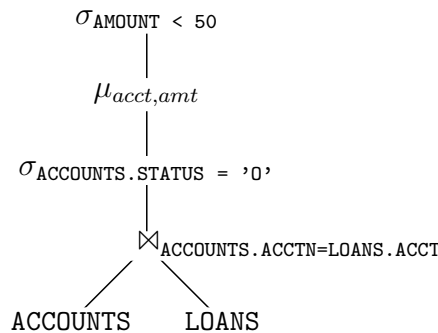 σAMOUNT < 50
μacct,amt
σACCOUNTS.STATUS = 'O'
⋈ACCOUNTS.ACCTN=LOANS.ACCT
ACCOUNTS LOANS